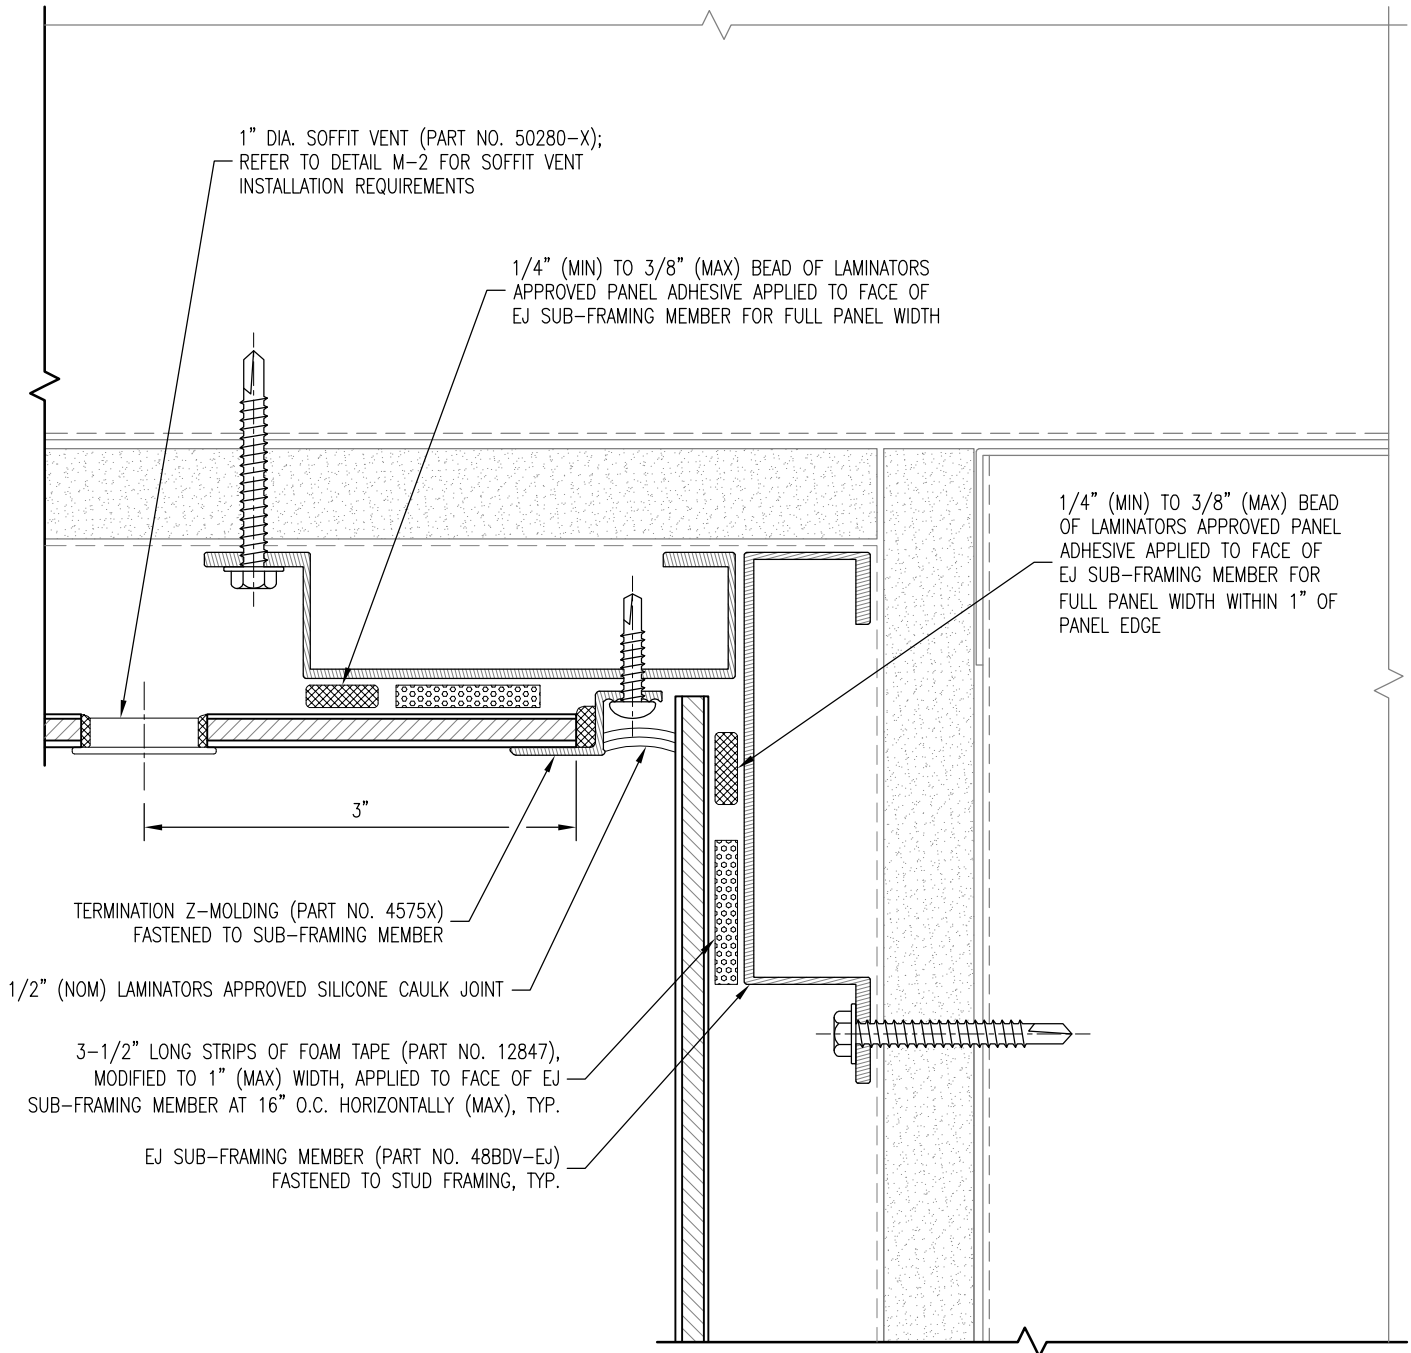 1" DIA. SOFFIT VENT (PART NO. 50280-X);
REFER TO DETAIL M-2 FOR SOFFIT VENT
INSTALLATION REQUIREMENTS
1/4" (MIN) TO 3/8" (MAX) BEAD OF LAMINATORS
APPROVED PANEL ADHESIVE APPLIED TO FACE OF
EJ SUB-FRAMING MEMBER FOR FULL PANEL WIDTH
1/4" (MIN) TO 3/8" (MAX) BEAD
OF LAMINATORS APPROVED PANEL
ADHESIVE APPLIED TO FACE OF
EJ SUB-FRAMING MEMBER FOR
FULL PANEL WIDTH WITHIN 1" OF
PANEL EDGE
3"
TERMINATION Z-MOLDING (PART NO. 4575X)
FASTENED TO SUB-FRAMING MEMBER
1/2" (NOM) LAMINATORS APPROVED SILICONE CAULK JOINT
3-1/2" LONG STRIPS OF FOAM TAPE (PART NO. 12847),
MODIFIED TO 1" (MAX) WIDTH, APPLIED TO FACE OF EJ
SUB-FRAMING MEMBER AT 16" O.C. HORIZONTALLY (MAX), TYP.
EJ SUB-FRAMING MEMBER (PART NO. 48BDV-EJ)
FASTENED TO STUD FRAMING, TYP.